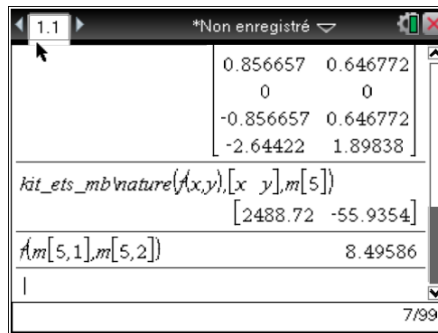 1.1 *Non enregistré
0.856657 0.646772
0 0
-0.856657 0.646772
-2.64422 1.89838
kit_ets_mb\nature(f(x,y),[x y],m[5])
[2488.72 -55.9354]
f(m[5,1],m[5,2]) 8.49586
7/99